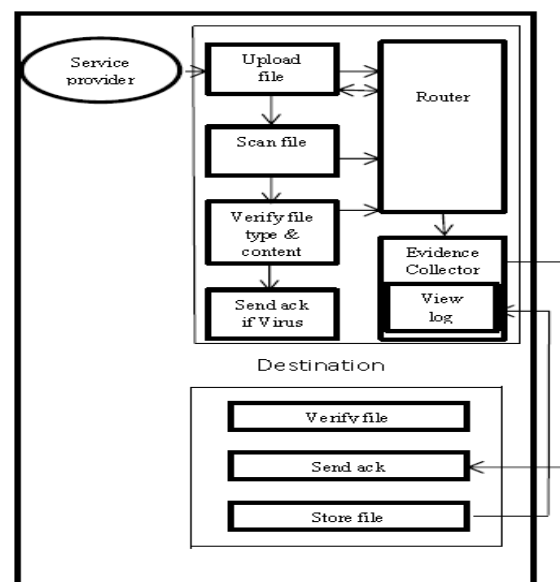 Service
provider
Upload
file
Router
Scan file
Verify file
type &
content
Evidence
Collector
View
log
Send ack
if Virus
Destination
Verify file
Send ack
Store file